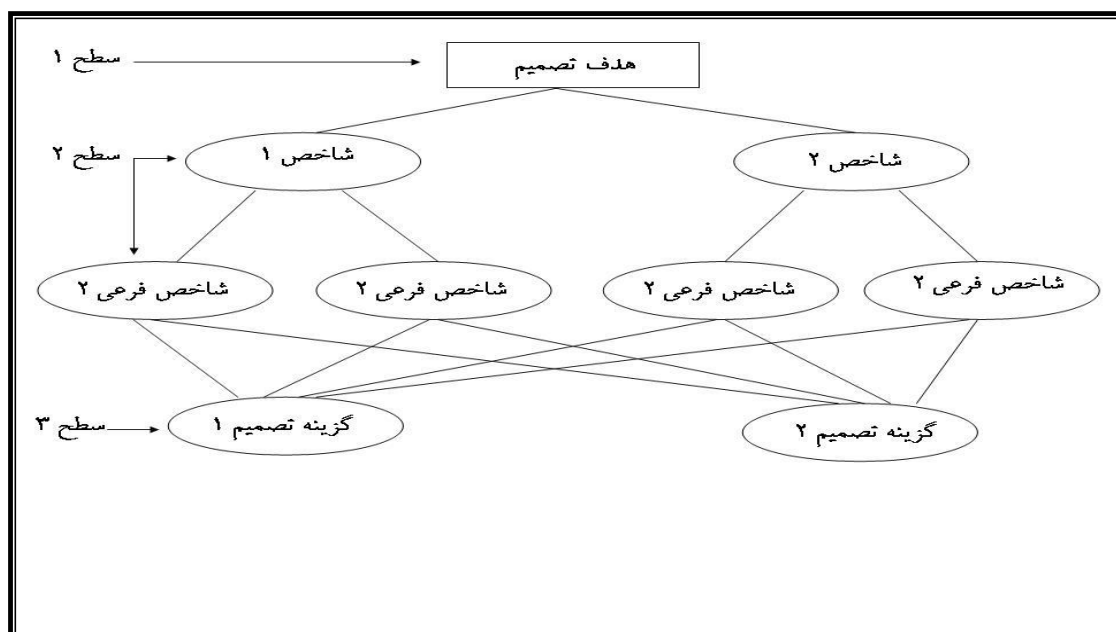 سطح ۱
هدف تصمیم
سطح ۲
شاخص ۱
شاخص ۲
شاخص فرعی ۲
شاخص فرعی ۲
شاخص فرعی ۲
شاخص فرعی ۲
سطح ۳
گزینه تصمیم ۱
گزینه تصمیم ۲